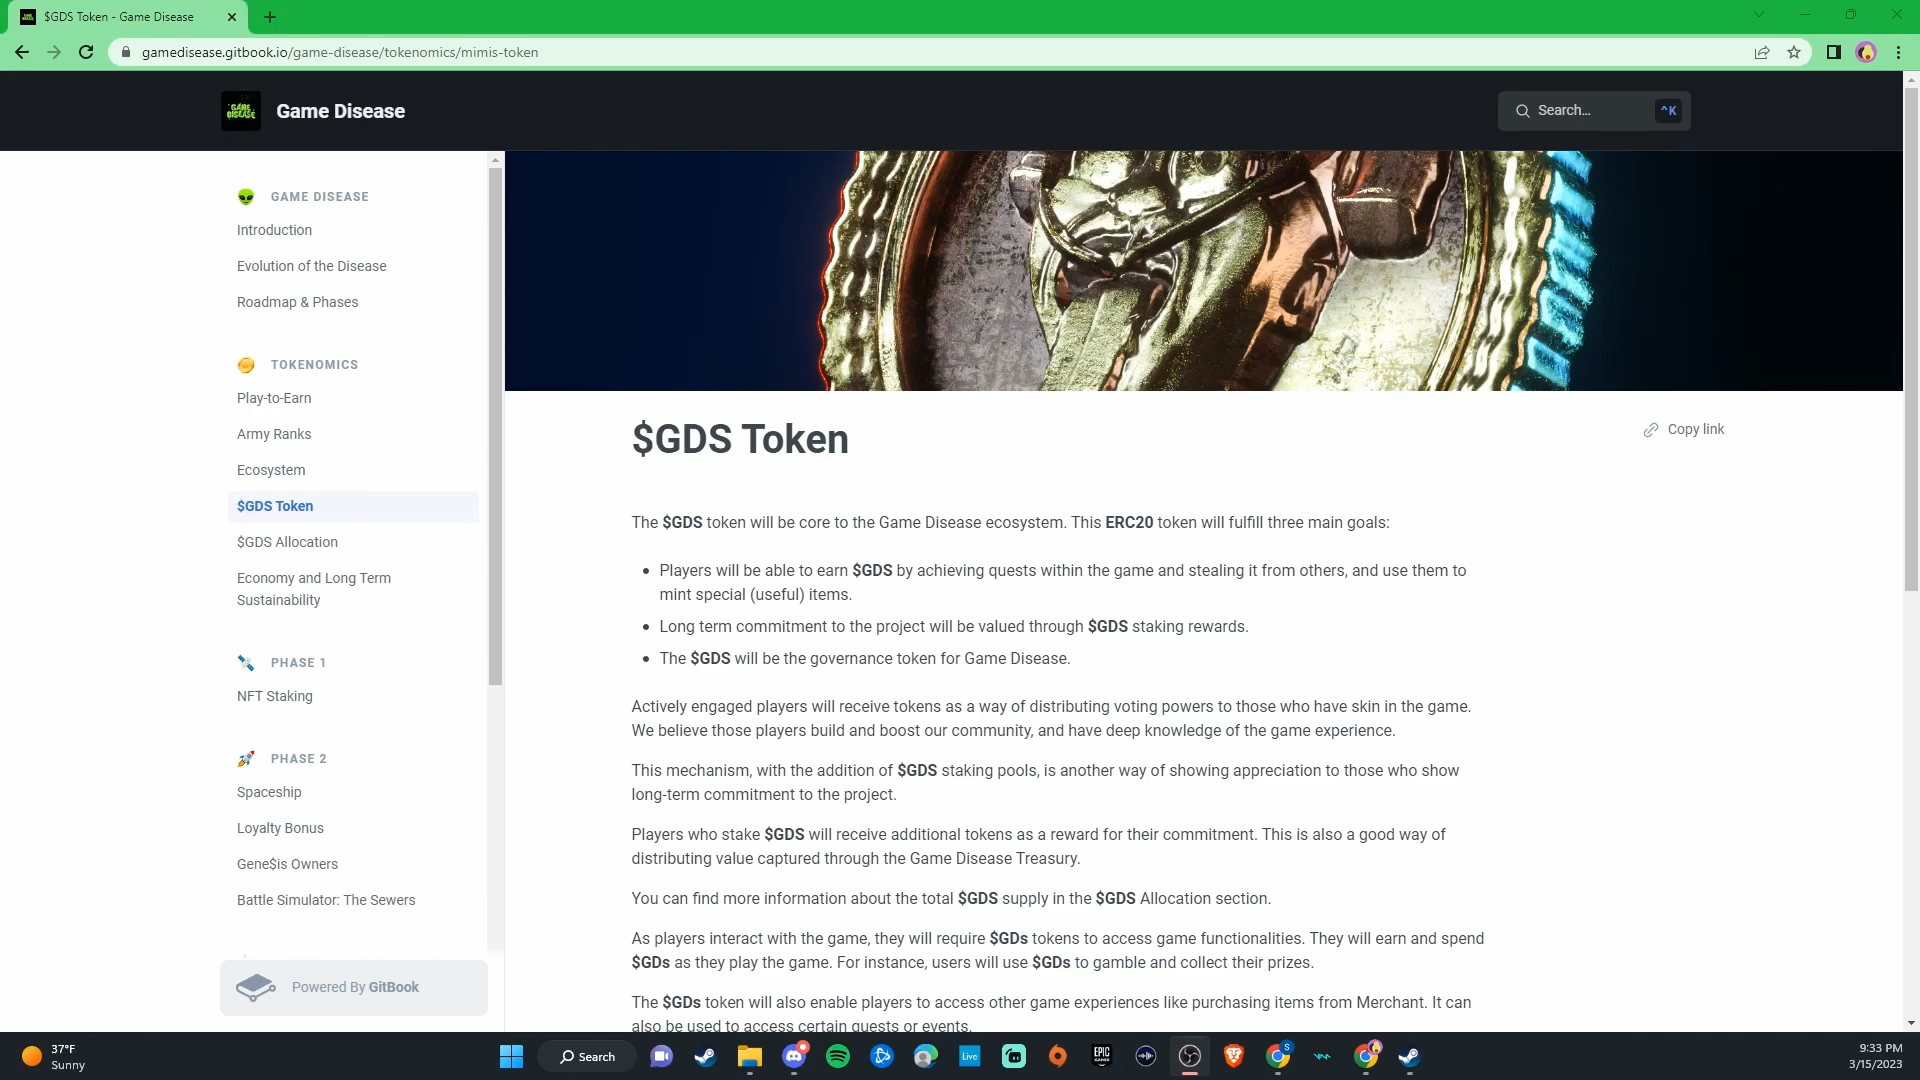 $GDS Token - Game Disease
gamedisease.gitbook.io/game-disease/tokenomics/mimis-token
GAME DISEASE
Game Disease
Search...
^K
GAME DISEASE
Introduction
Evolution of the Disease
Roadmap & Phases
TOKENOMICS
Play-to-Earn
Army Ranks
Ecosystem
$GDS Token
$GDS Allocation
Economy and Long Term
Sustainability
PHASE 1
NFT Staking
PHASE 2
Spaceship
Loyalty Bonus
Gene$is Owners
Battle Simulator: The Sewers
Powered By GitBook
$GDS Token
Copy link
The $GDS token will be core to the Game Disease ecosystem. This ERC20 token will fulfill three main goals:
• Players will be able to earn $GDS by achieving quests within the game and stealing it from others, and use them to
mint special (useful) items.
• Long term commitment to the project will be valued through $GDS staking rewards.
• The $GDS will be the governance token for Game Disease.
Actively engaged players will receive tokens as a way of distributing voting powers to those who have skin in the game.
We believe those players build and boost our community, and have deep knowledge of the game experience.
This mechanism, with the addition of $GDS staking pools, is another way of showing appreciation to those who show
long-term commitment to the project.
Players who stake $GDS will receive additional tokens as a reward for their commitment. This is also a good way of
distributing value captured through the Game Disease Treasury.
You can find more information about the total $GDS supply in the $GDS Allocation section.
As players interact with the game, they will require $GDs tokens to access game functionalities. They will earn and spend
$GDs as they play the game. For instance, users will use $GDs to gamble and collect their prizes.
The $GDs token will also enable players to access other game experiences like purchasing items from Merchant. It can
also be used to access certain quests or events.
37°F
Sunny
Search
Live
EPIC
GAMES
S
9:33 PM
3/15/2023